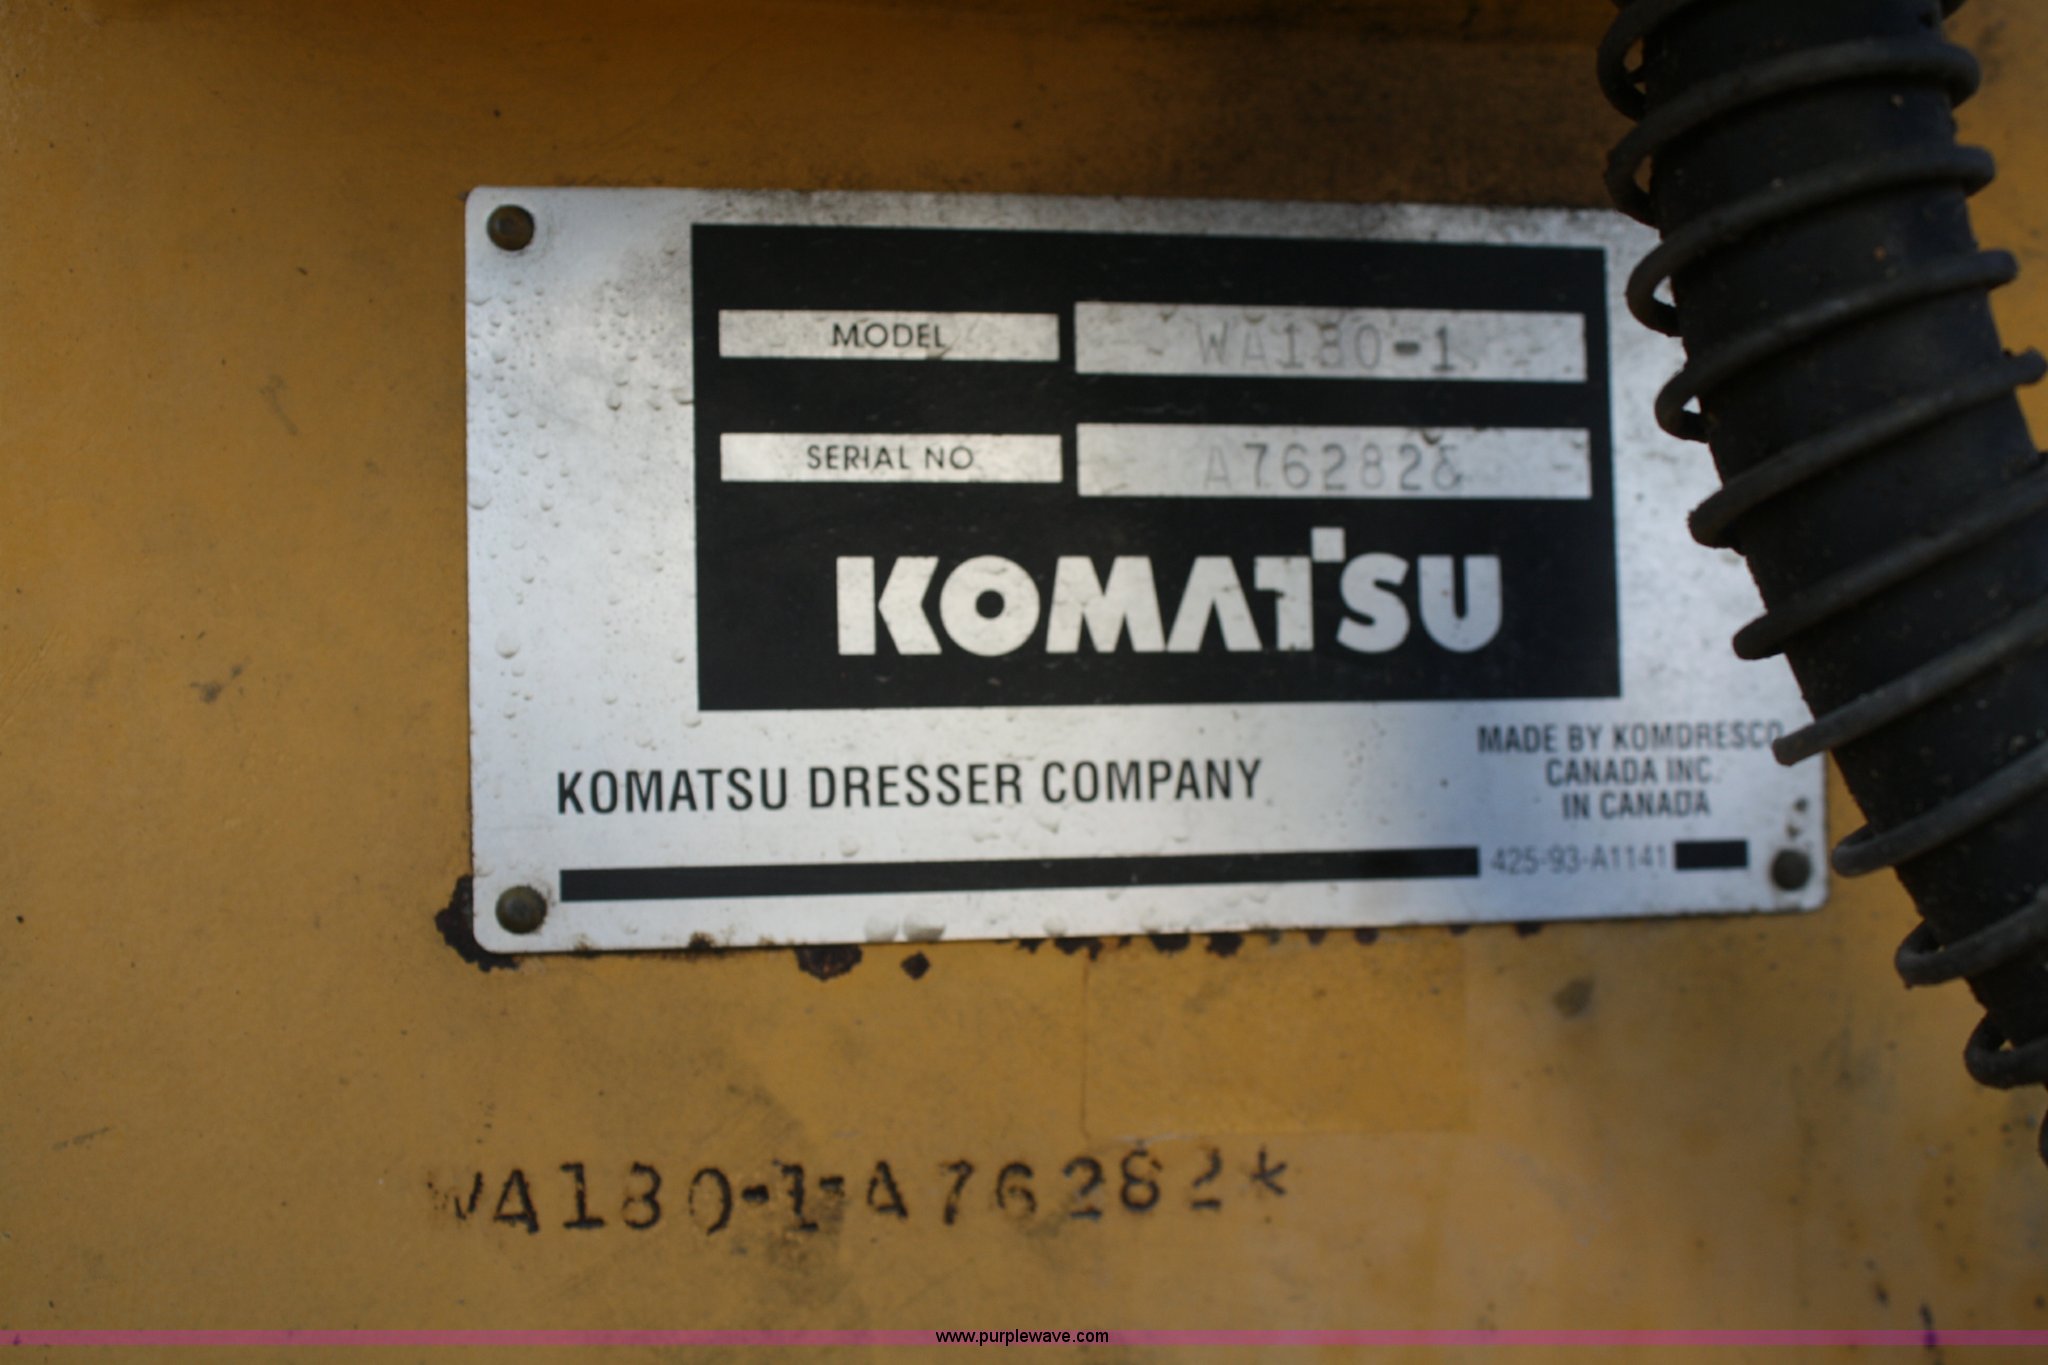 MODEL WA180-1
SERIAL NO A76282&
KOMATSU
KOMATSU DRESSER COMPANY
MADE BY KOMDRESCO
CANADA INC.
IN CANADA
425-93-A1141
WA180-1-A76282*
www.purplewave.com